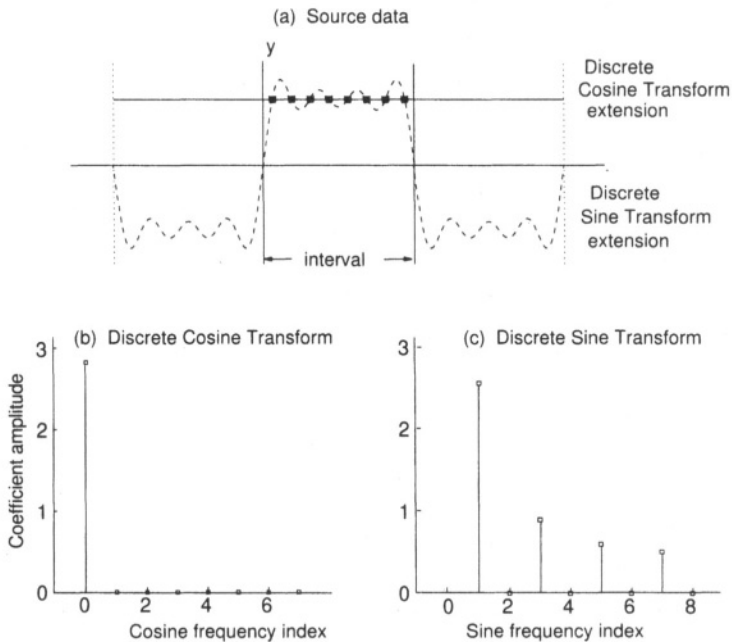 (a) Source data
y
Discrete
Cosine Transform
extension
Discrete
Sine Transform
extension
interval
(b) Discrete Cosine Transform
3
2
1
0
0 2 4 6
Coefficient amplitude
Cosine frequency index
(c) Discrete Sine Transform
3
2
1
0
0 2 4 6 8
Sine frequency index